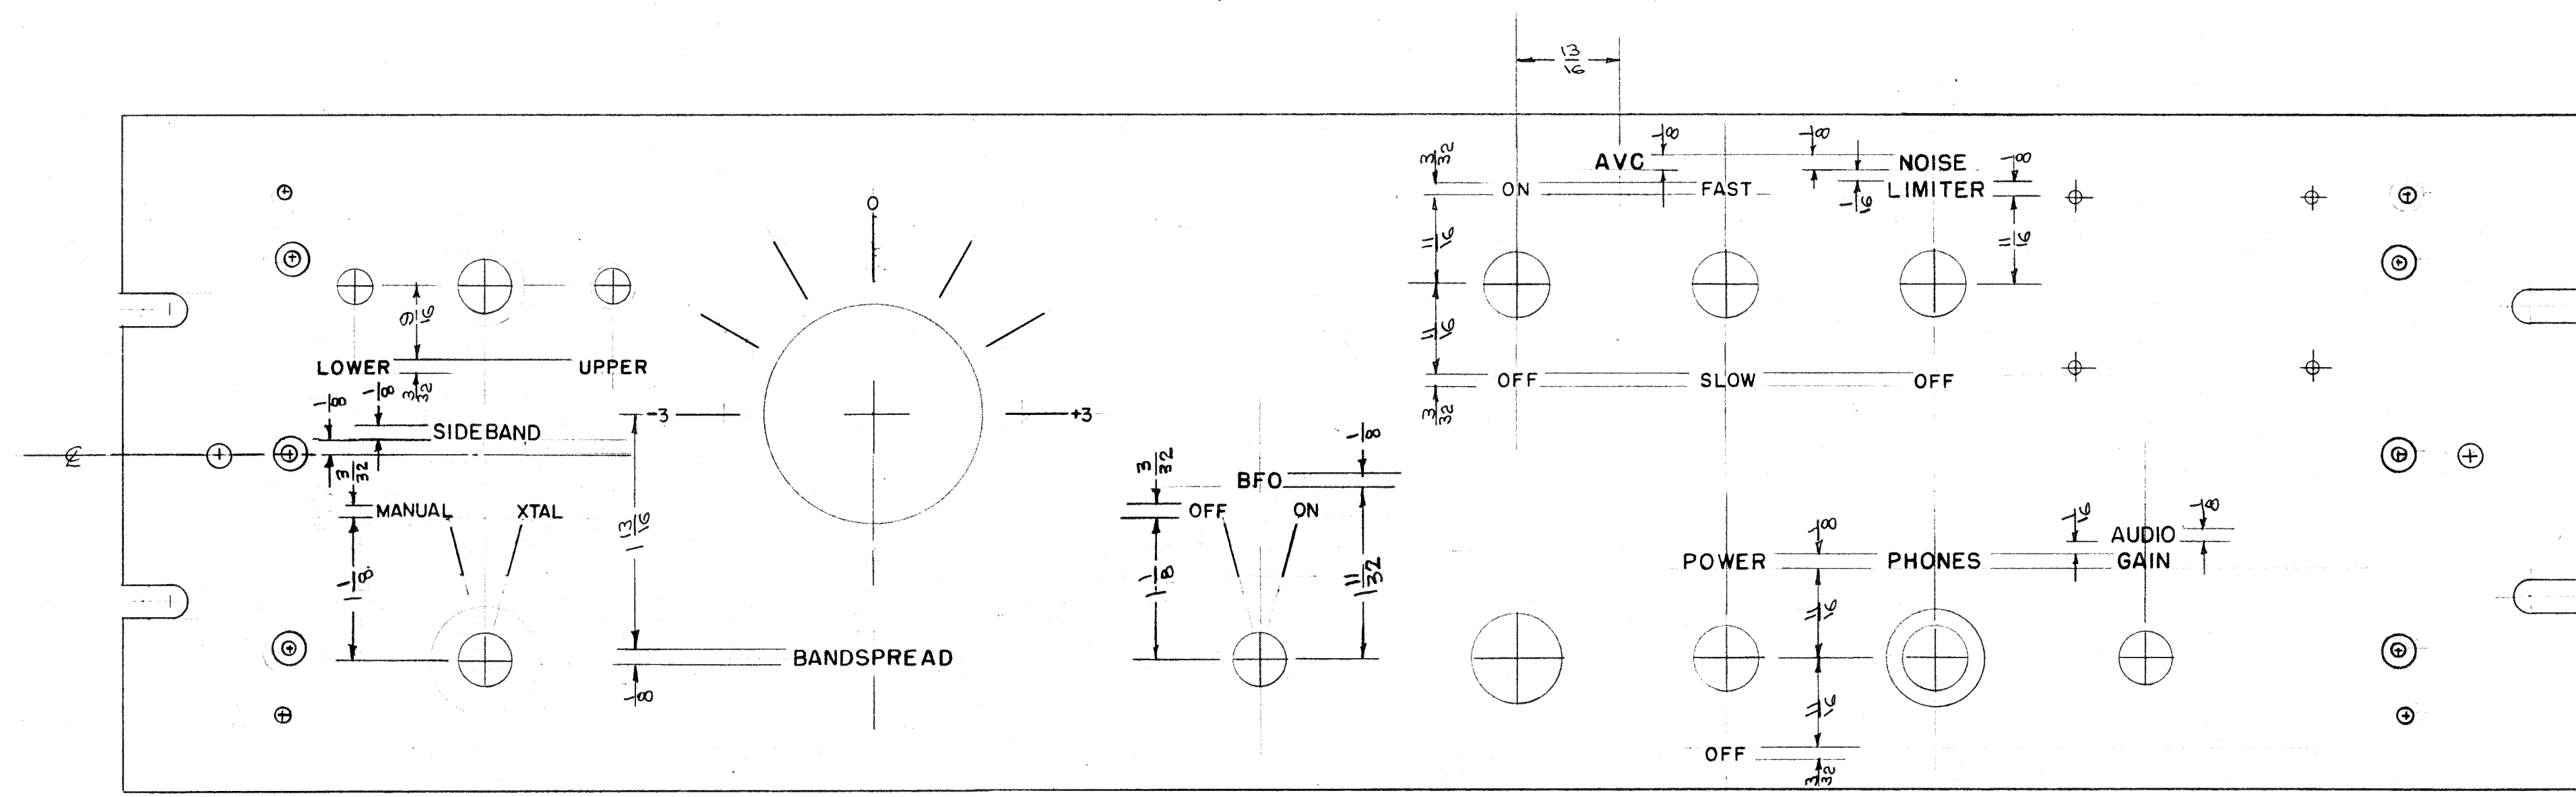 13/16
1/8
1/8
3/32
AVC
NOISE
1/8
ON
FAST
LIMITER
1/16
0
11/16
11/16
9/16
11/16
LOWER
UPPER
3/32
1/8
1/8
OFF
SLOW
OFF
3/32
-3
+3
SIDEBAND
℄
3/32
1/8
3/32
BFO
MANUAL
XTAL
OFF
ON
1 13/16
1/8
1/16
1/8
AUDIO
POWER
PHONES
GAIN
1 1/8
1 1/8
1 11/32
11/16
BANDSPREAD
1/8
11/16
OFF
3/32